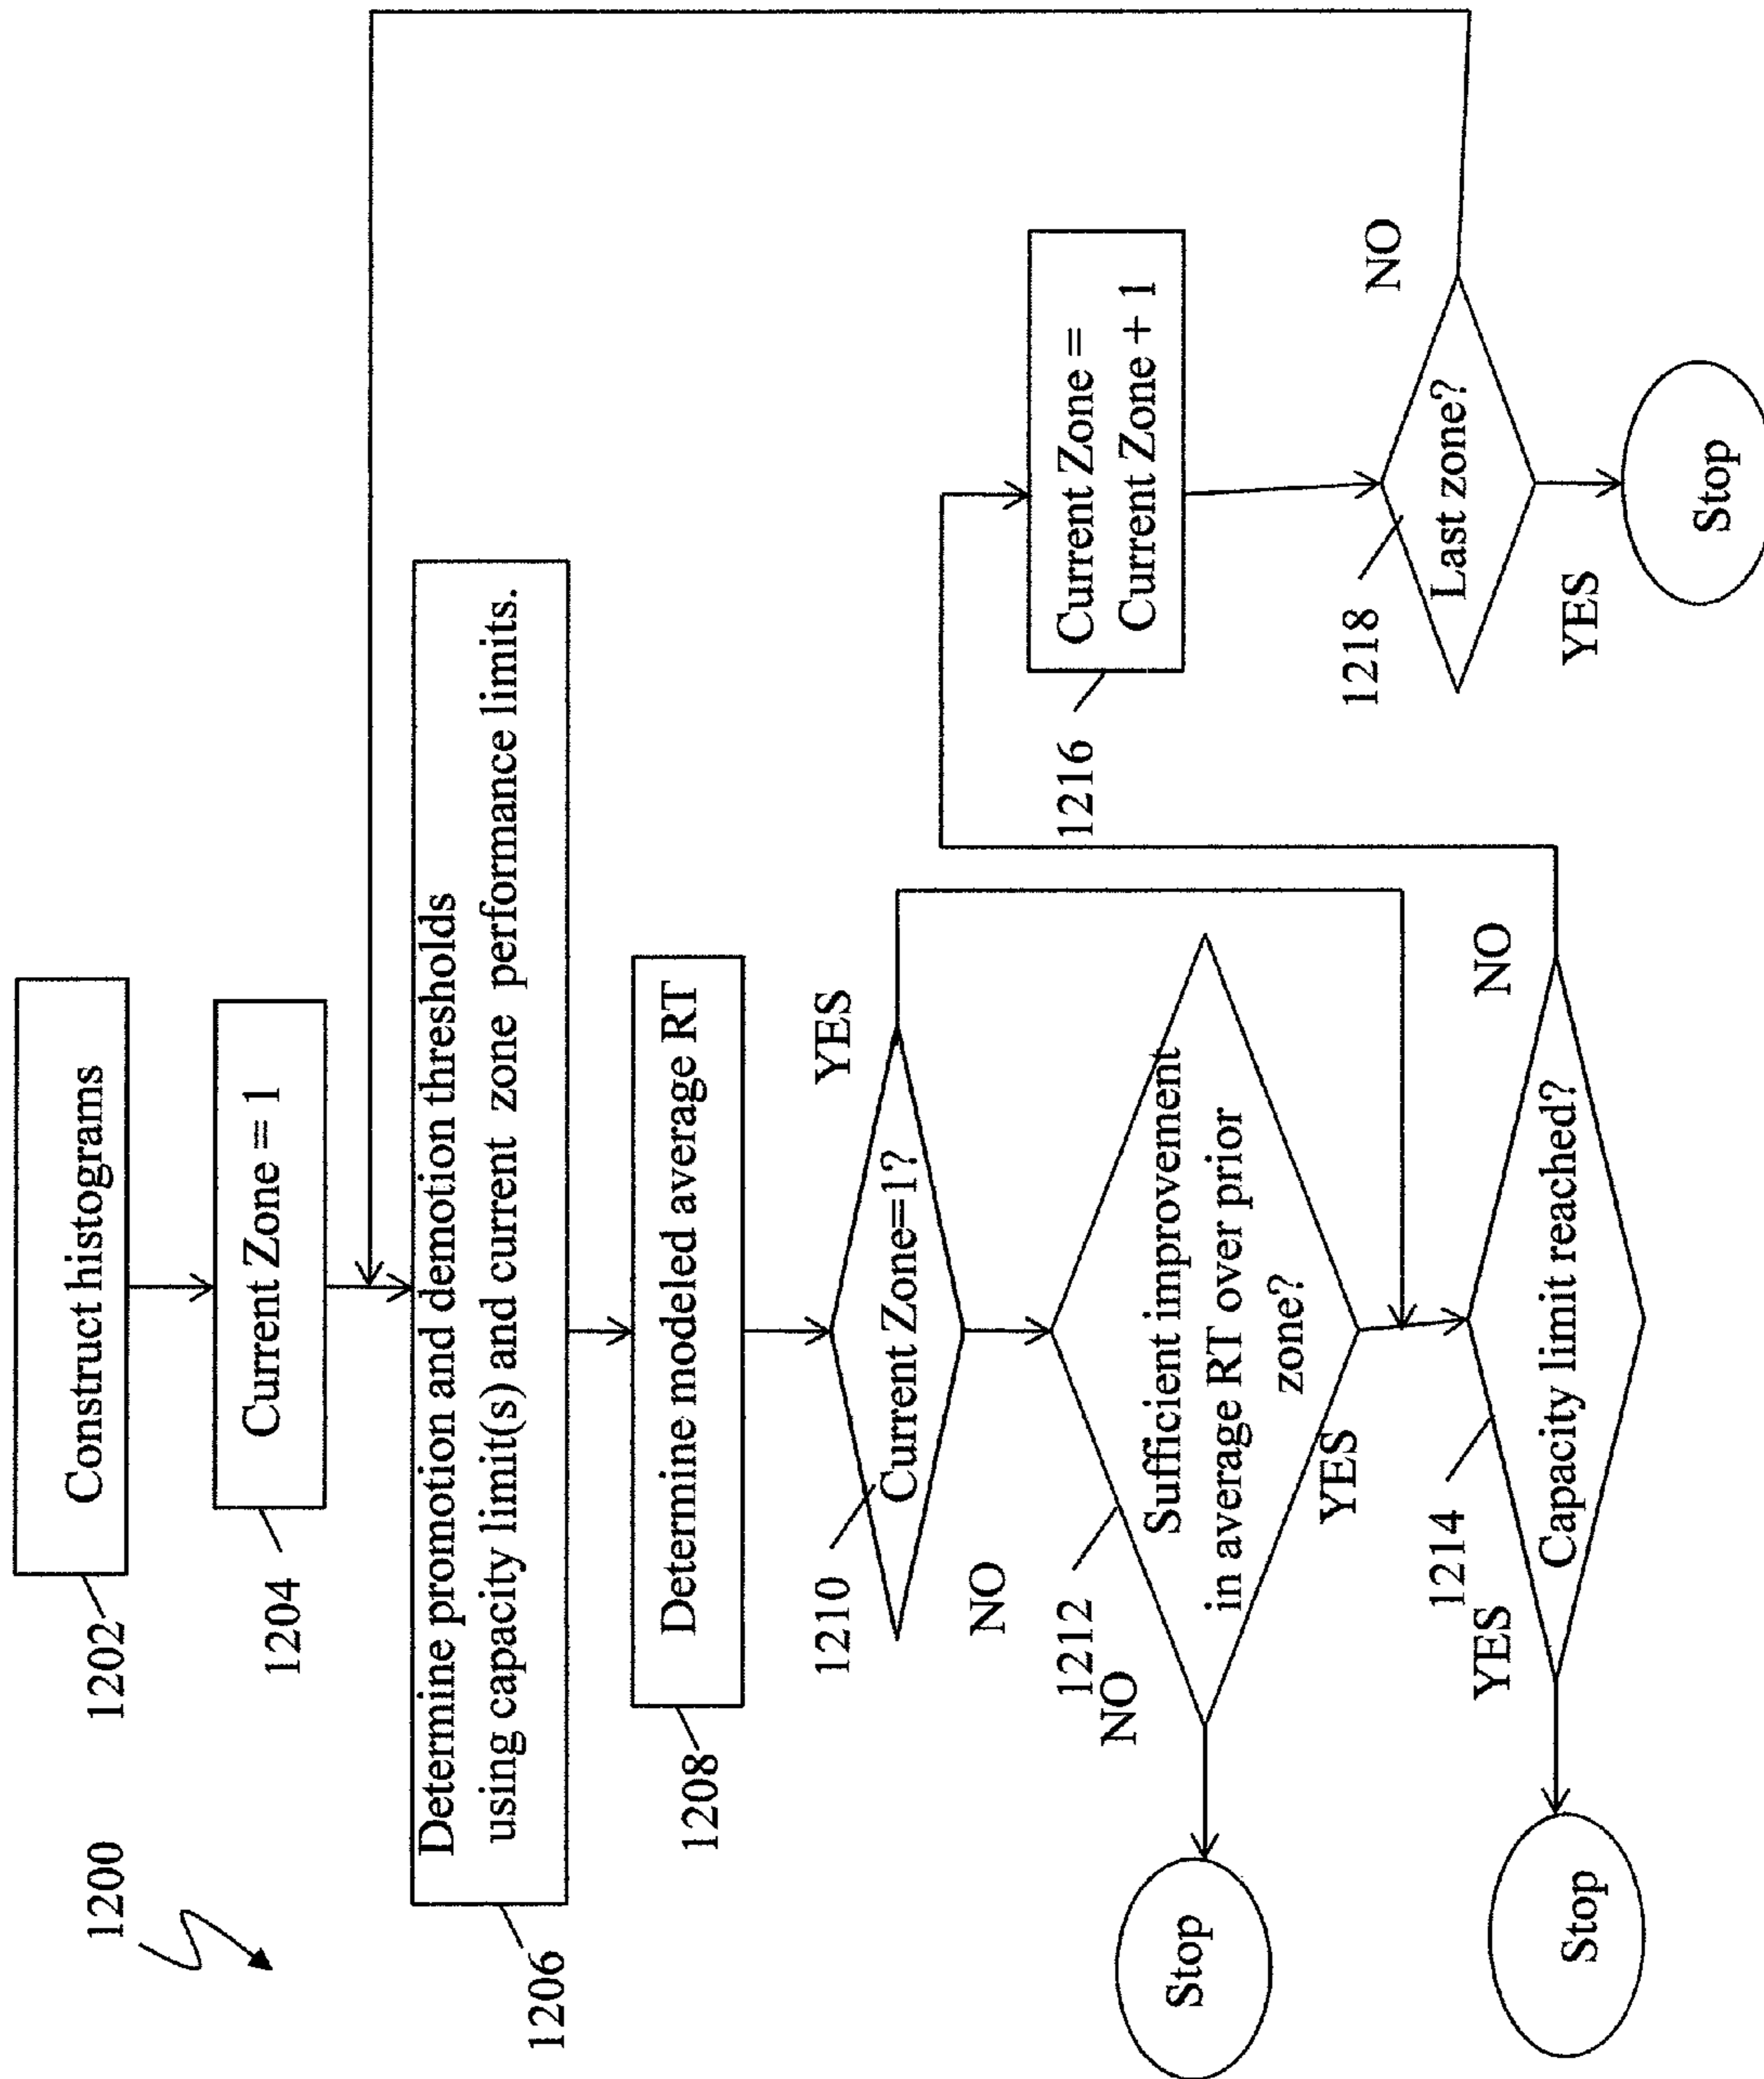 1200
Construct histograms
1202
Current Zone = 1
1204
Determine promotion and demotion thresholds
using capacity limit(s) and current zone performance limits.
1206
Determine modeled average RT
1208
Current Zone=1?
1210
YES
NO
Sufficient improvement
in average RT over prior
zone?
1212
NO
YES
Stop
Capacity limit reached?
1214
YES
NO
Stop
Current Zone =
Current Zone + 1
1216
Last zone?
1218
NO
YES
Stop